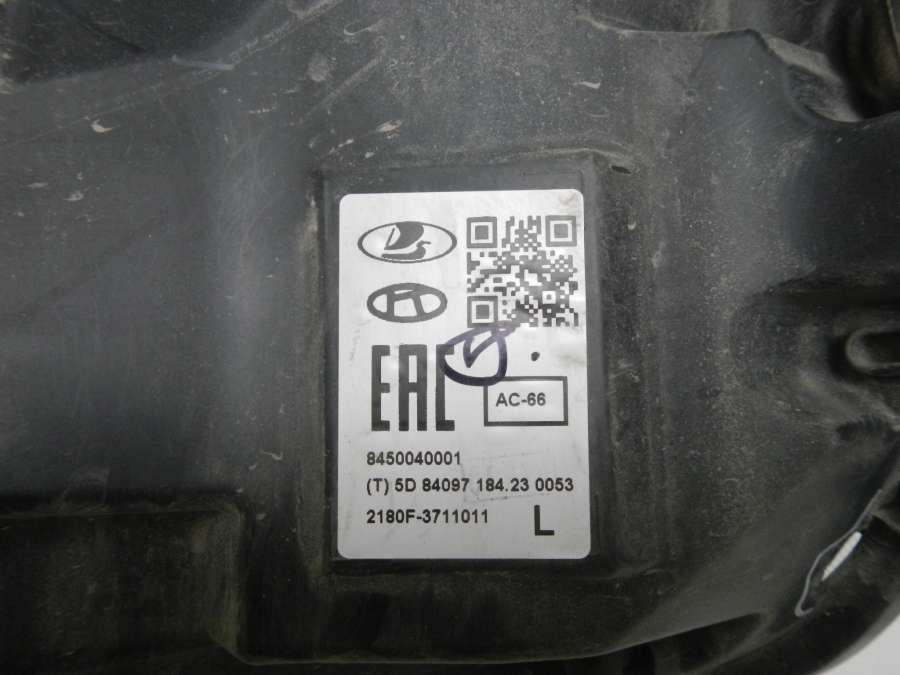 EAC
AC-66
8450040001
(T) 5D 84097 184.23 0053
2180F-3711011
L